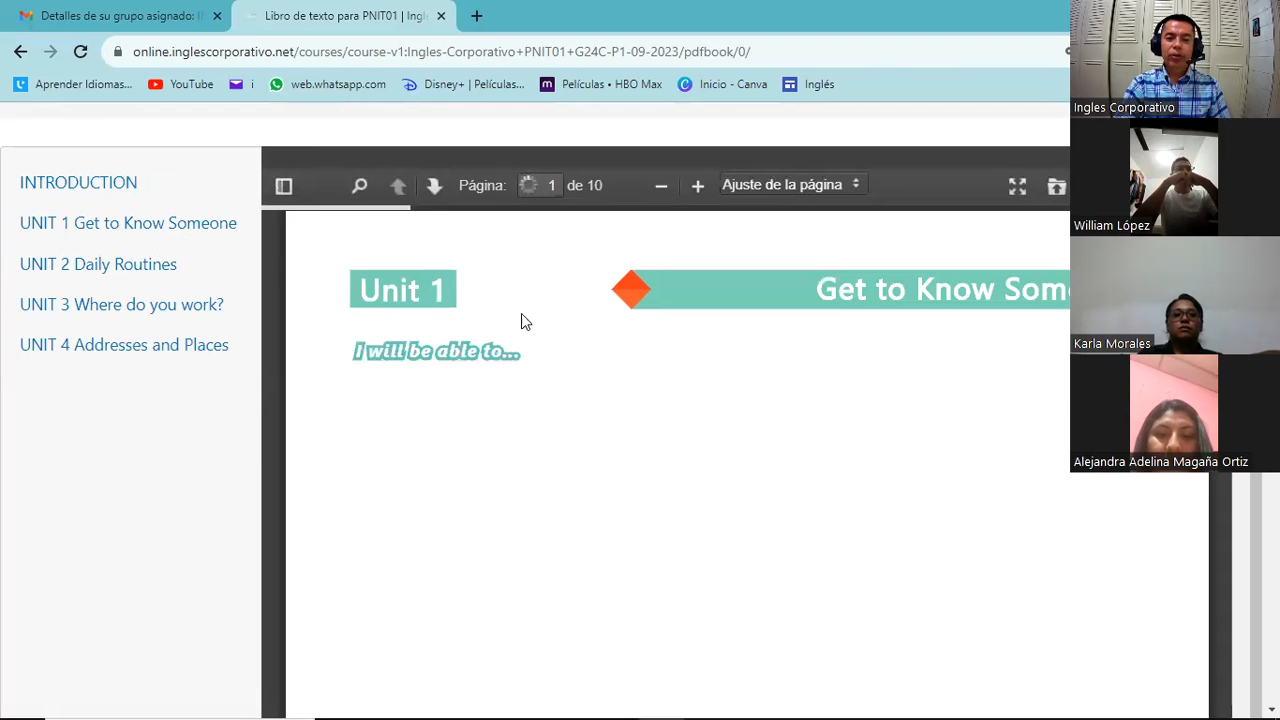 Detalles de su grupo asignado: I
Libro de texto para PNIT01 | Ing
online.inglescorporativo.net/courses/course-v1:Ingles-Corporativo+PNIT01+G24C-P1-09-2023/pdfbook/0/
Aprender Idiomas...
YouTube
i
web.whatsapp.com
Disney+...
Películas • HBO Max
Inicio - Canva
Inglés
INTRODUCTION
UNIT 1 Get to Know Someone
UNIT 2 Daily Routines
UNIT 3 Where do you work?
UNIT 4 Addresses and Places
Página: 1 de 10
Ajuste de la página
Unit 1
Get to Know Som
I will be able to...
Ingles Corporativo
William López
Karla Morales
Alejandra Adelina Magaña Ortiz